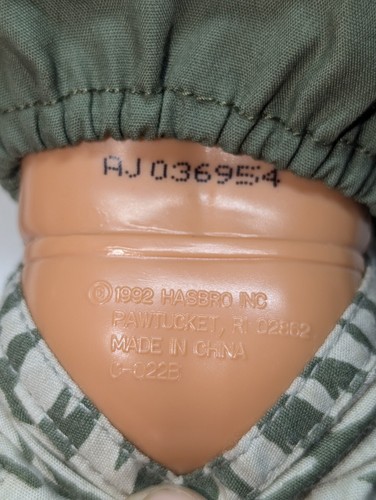 AJ036954
©1992 HASBRO INC
PAWTUCKET, RI 02862
MADE IN CHINA
C-022B